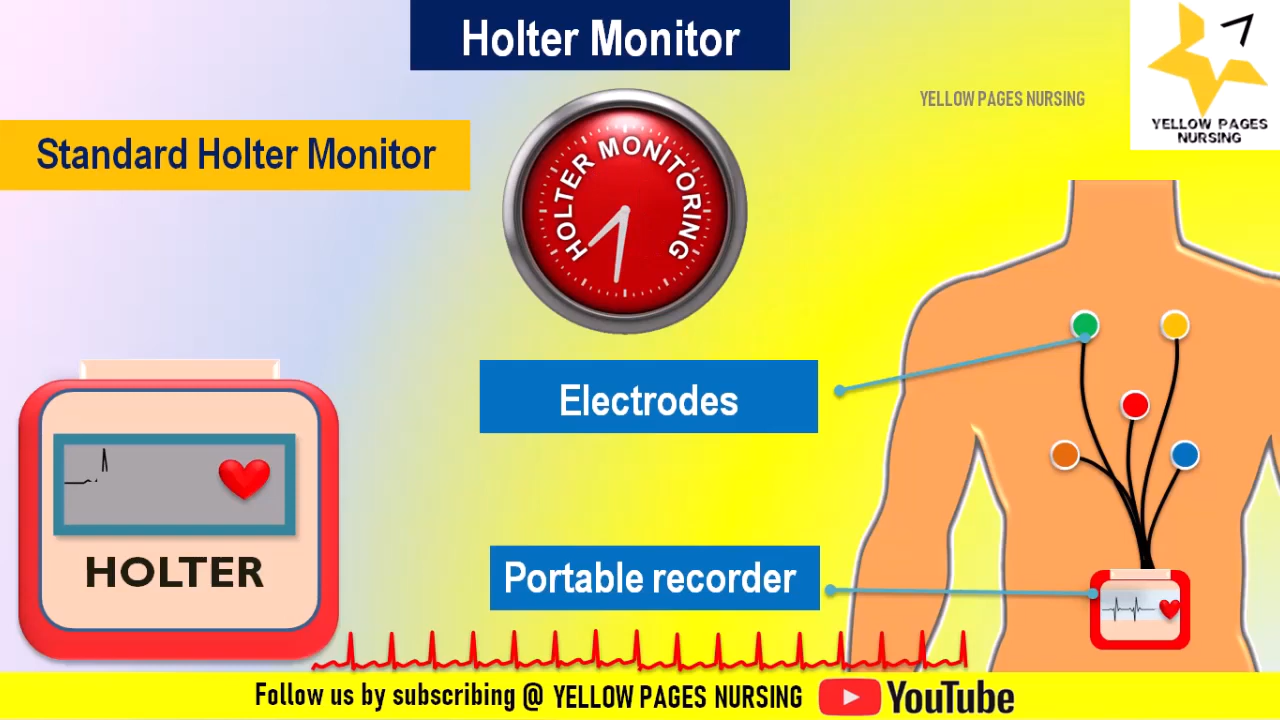 Holter Monitor
YELLOW PAGES NURSING
YELLOW PAGES
NURSING
Standard Holter Monitor
HOLTER MONITORING
Electrodes
HOLTER
Portable recorder
Follow us by subscribing @ YELLOW PAGES NURSING YouTube